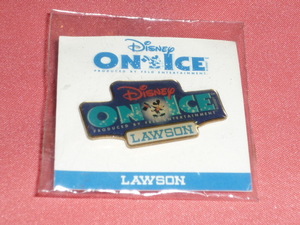 Disney
ON ICE
PRODUCED BY FELD ENTERTAINMENT
Disney
ON ICE
PRODUCED BY FELD ENTERTAINMENT
LAWSON
LAWSON